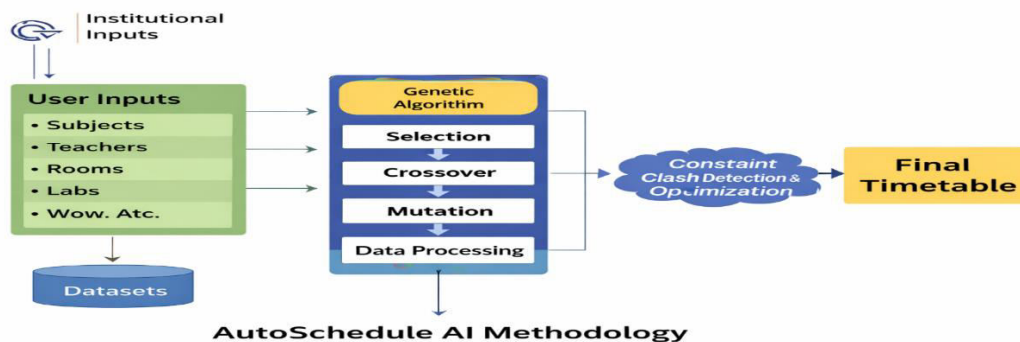 Institutional
Inputs
User Inputs
• Subjects
• Teachers
• Rooms
• Labs
• Wow. Atc.
Datasets
Genetic
Algorithm
Selection
Crossover
Mutation
Data Processing
Constaint
Clash Detection &
Optimization
Final
Timetable
AutoSchedule AI Methodology